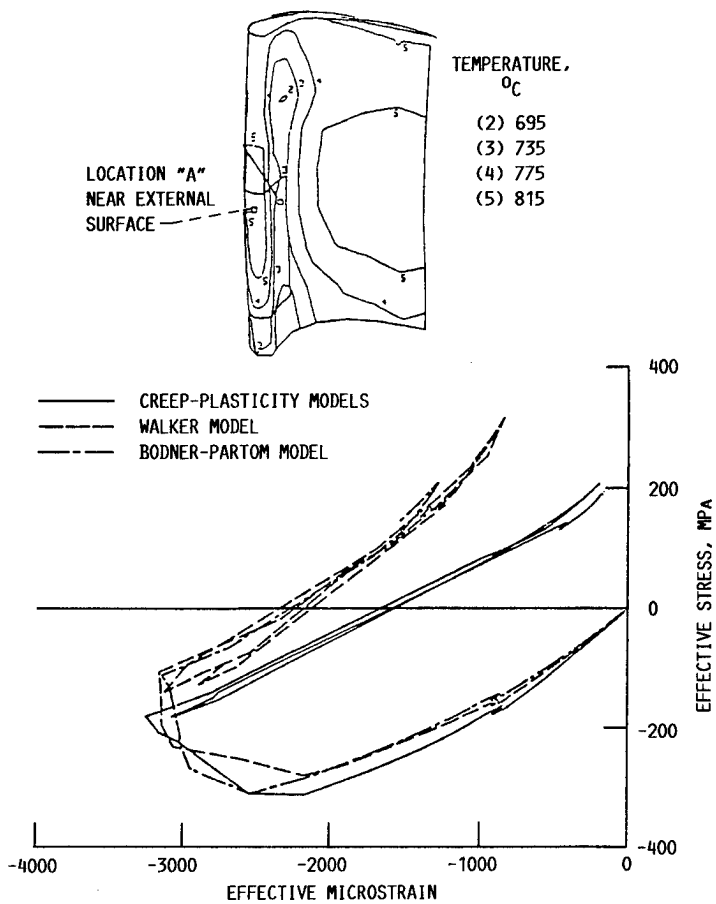 TEMPERATURE,
°C
(2) 695
(3) 735
(4) 775
(5) 815
LOCATION "A"
NEAR EXTERNAL
SURFACE
CREEP-PLASTICITY MODELS
WALKER MODEL
BODNER-PARTOM MODEL
400
200
0
-200
-400
EFFECTIVE STRESS, MPA
-4000
-3000
-2000
-1000
0
EFFECTIVE MICROSTRAIN